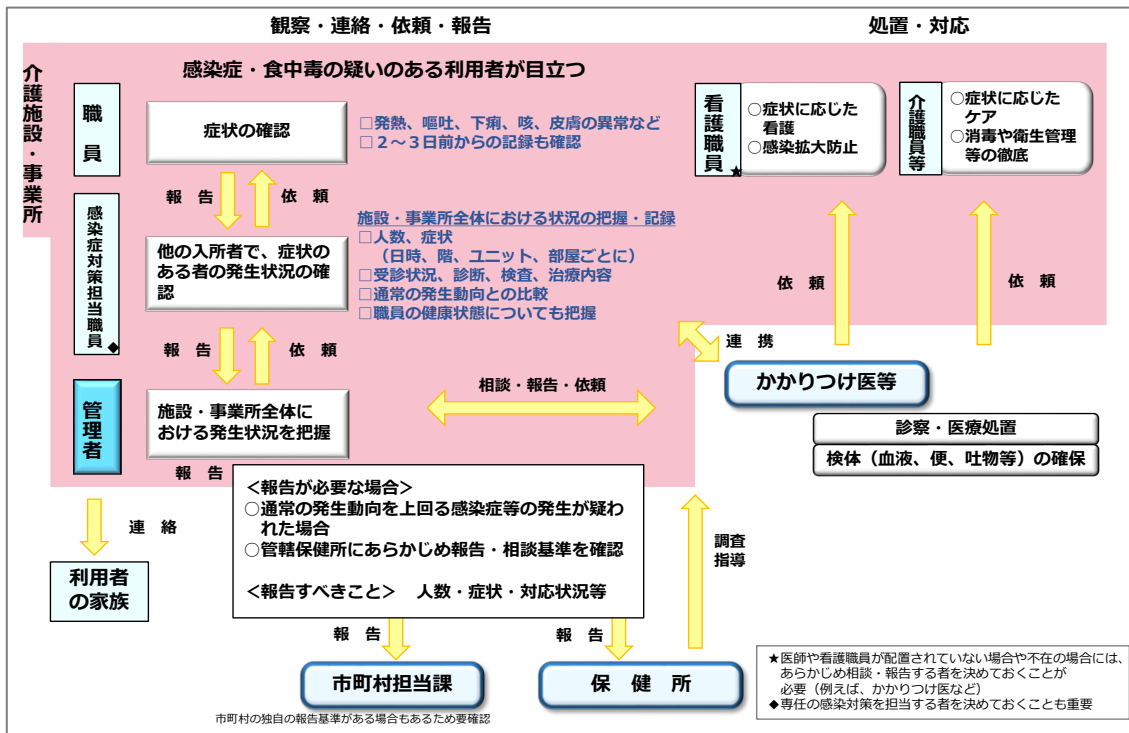 観察・連絡・依頼・報告
処置・対応
介護施設・事業所
感染症・食中毒の疑いのある利用者が目立つ
職員
症状の確認
□発熱、嘔吐、下痢、咳、皮膚の異常など
□２～３日前からの記録も確認
看護職員★
○症状に応じた
看護
○感染拡大防止
介護職員等
○症状に応じた
ケア
○消毒や衛生管理
等の徹底
報 告
依 頼
感染症対策担当職員◆
他の入所者で、症状の
ある者の発生状況の確
認
施設・事業所全体における状況の把握・記録
□人数、症状
（日時、階、ユニット、部屋ごとに）
□受診状況、診断、検査、治療内容
□通常の発生動向との比較
□職員の健康状態についても把握
依 頼
依 頼
報 告
依 頼
連 携
かかりつけ医等
管理者
施設・事業所全体に
おける発生状況を把握
相談・報告・依頼
診察・医療処置
検体（血液、便、吐物等）の確保
報 告
＜報告が必要な場合＞
○通常の発生動向を上回る感染症等の発生が疑わ
れた場合
○管轄保健所にあらかじめ報告・相談基準を確認
＜報告すべきこと＞ 人数・症状・対応状況等
連 絡
調査
指導
利用者
の家族
報 告
報 告
市町村担当課
保 健 所
市町村の独自の報告基準がある場合もあるため要確認
★医師や看護職員が配置されていない場合や不在の場合には、
あらかじめ相談・報告する者を決めておくことが
必要（例えば、かかりつけ医など）
◆専任の感染対策を担当する者を決めておくことも重要